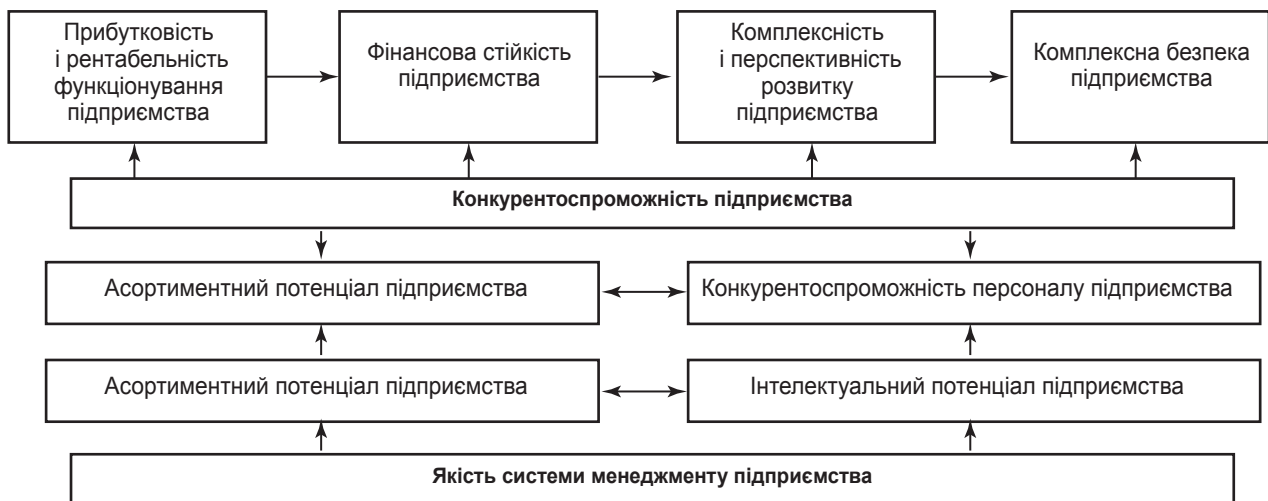 Прибутковість
і рентабельність
функціонування
підприємства
Фінансова стійкість
підприємства
Комплексність
і перспективність
розвитку
підприємства
Комплексна безпека
підприємства
Конкурентоспроможність підприємства
Асортиментний потенціал підприємства
Конкурентоспроможність персоналу підприємства
Асортиментний потенціал підприємства
Інтелектуальний потенціал підприємства
Якість системи менеджменту підприємства